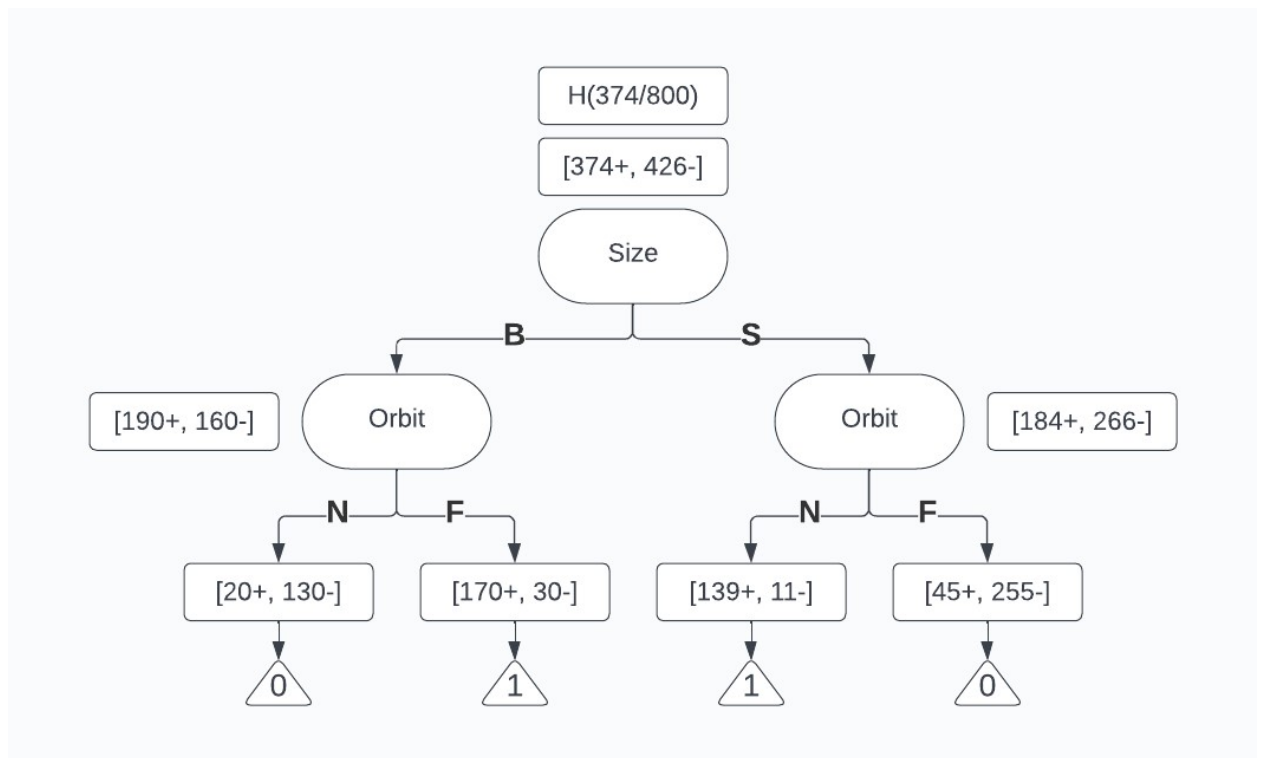 H(374/800)
[374+, 426-]
Size
B
S
[190+, 160-]
Orbit
Orbit
[184+, 266-]
N
F
N
F
[20+, 130-]
[170+, 30-]
[139+, 11-]
[45+, 255-]
0
1
1
0